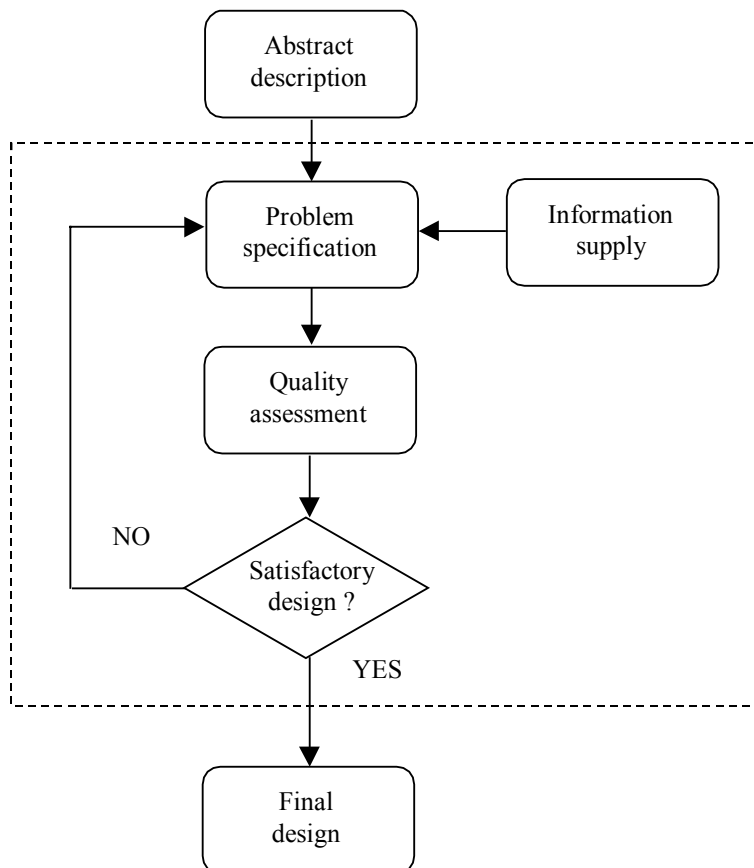 Abstract
description
Problem
specification
Information
supply
Quality
assessment
NO
Satisfactory
design ?
YES
Final
design